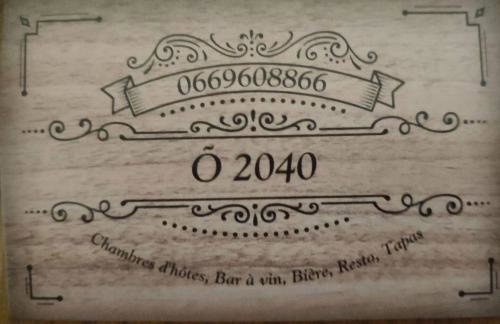 0669608866
Õ 2040
Chambres d'hôtes, Bar à vin, Bière, Resto, Tapas